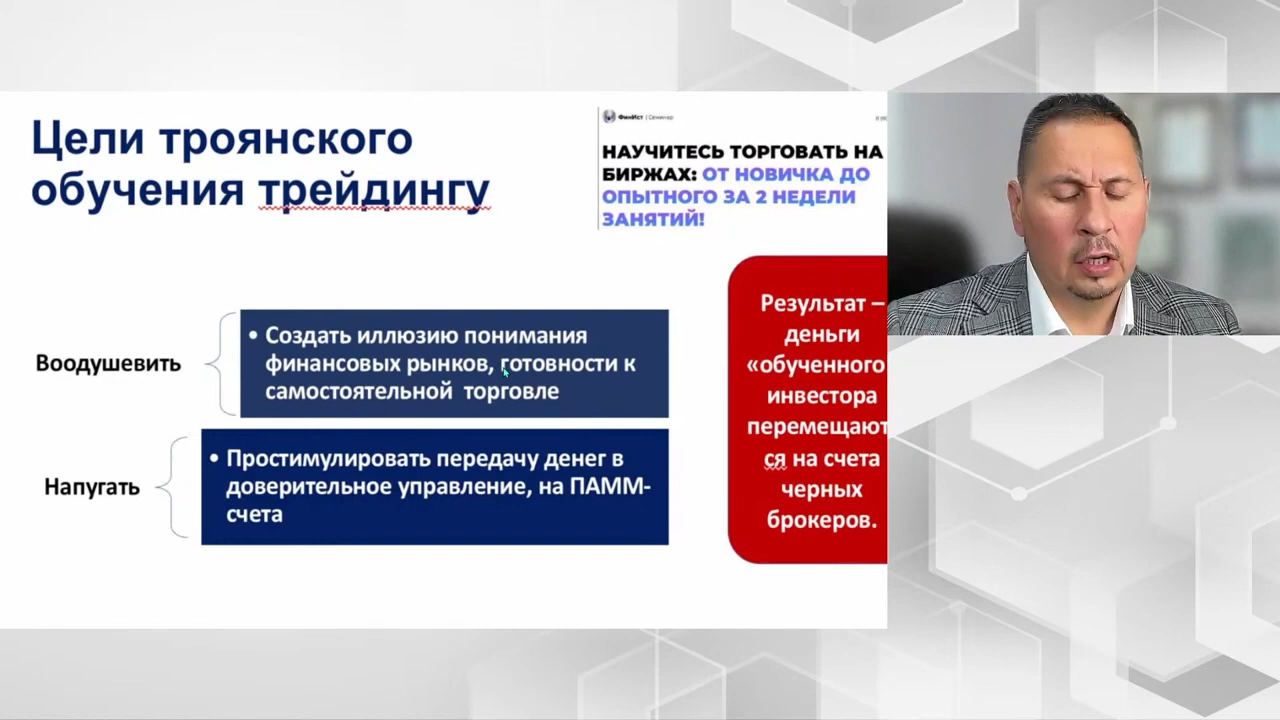 Цели троянского
обучения трейдингу
ФинИст | Семинар
НАУЧИТЕСЬ ТОРГОВАТЬ НА
БИРЖАХ: ОТ НОВИЧКА ДО
ОПЫТНОГО ЗА 2 НЕДЕЛИ
ЗАНЯТИЙ!
Воодушевить
• Создать иллюзию понимания
финансовых рынков, готовности к
самостоятельной торговле
Напугать
• Простимулировать передачу денег в
доверительное управление, на ПАММ-
счета
Результат –
деньги
«обученного
инвестора
перемещают
ся на счета
черных
брокеров.